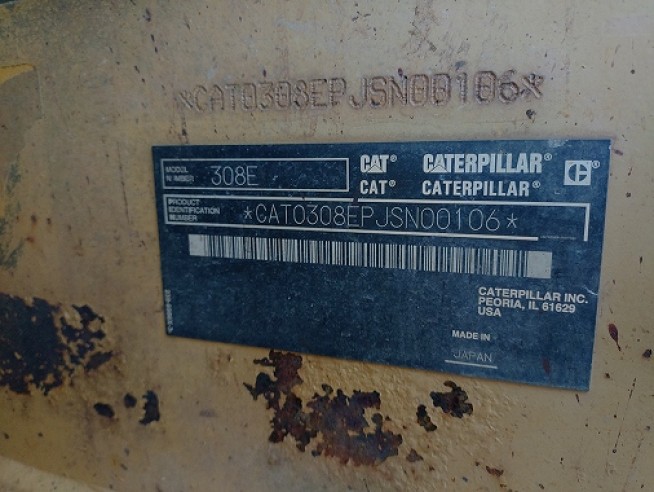 *CAT0308EPJSN00106*
MODEL NUMBER 308E
CAT® CATERPILLAR®
CAT® CATERPILLAR®
PRODUCT IDENTIFICATION NUMBER *CAT0308EPJSN00106*
CATERPILLAR INC.
PEORIA, IL 61629
USA
MADE IN
JAPAN